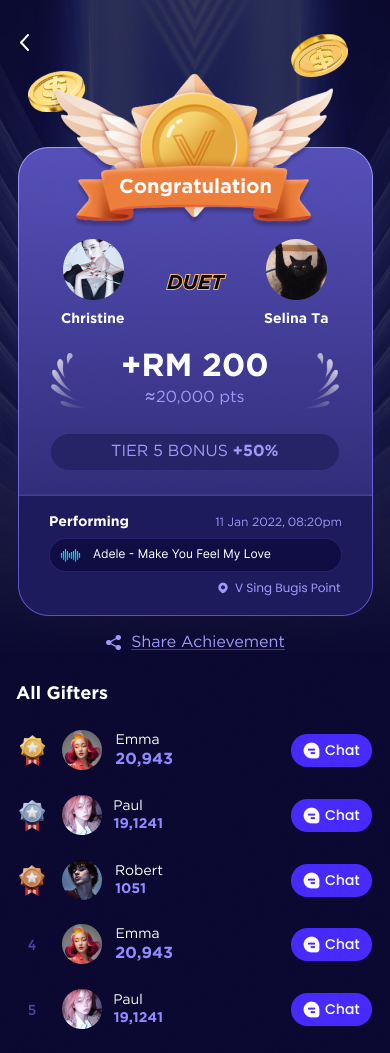 Congratulation
DUET
Christine
Selina Ta
+RM 200
≈20,000 pts
TIER 5 BONUS +50%
Performing
11 Jan 2022, 08:20pm
Adele - Make You Feel My Love
V Sing Bugis Point
Share Achievement
All Gifters
Emma
20,943
Chat
Paul
19,1241
Chat
Robert
1051
Chat
4
Emma
20,943
Chat
5
Paul
19,1241
Chat